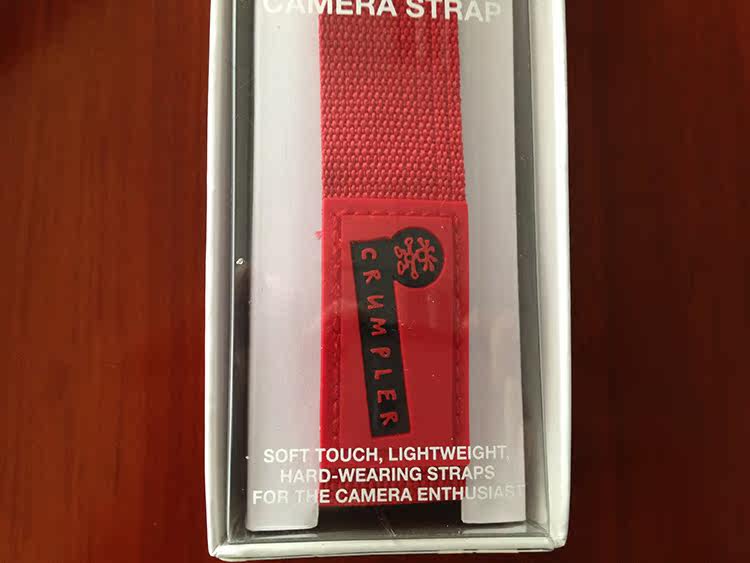 CAMERA STRAP
CRUMPLER
SOFT TOUCH, LIGHTWEIGHT,
HARD-WEARING STRAPS
FOR THE CAMERA ENTHUSIAST